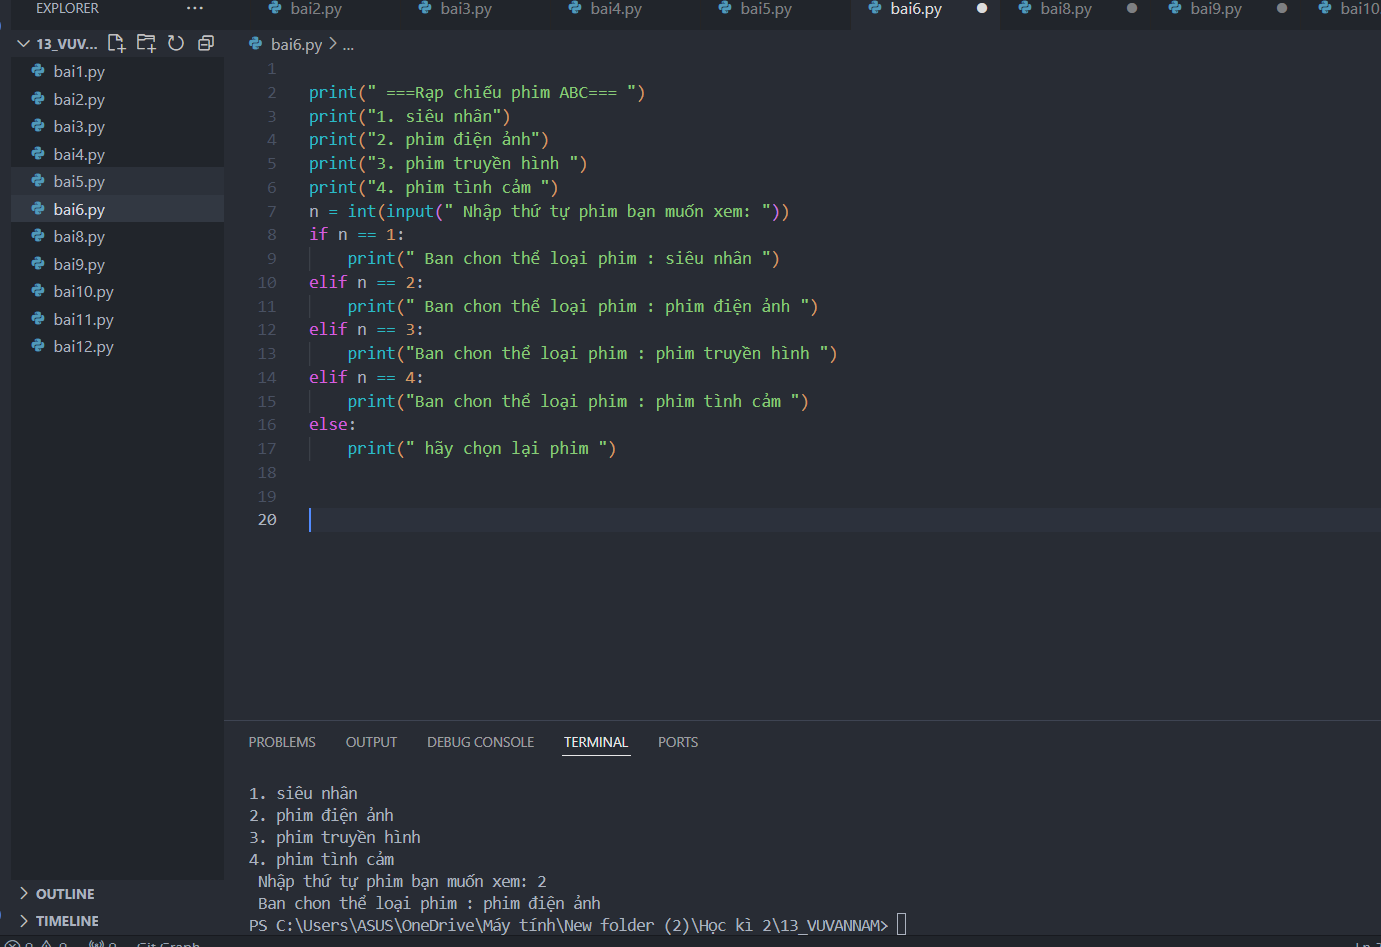 EXPLORER ...
bai2.py bai3.py bai4.py bai5.py bai6.py bai8.py bai9.py bai10
13_VUV...
bai1.py
bai2.py
bai3.py
bai4.py
bai5.py
bai6.py
bai8.py
bai9.py
bai10.py
bai11.py
bai12.py
OUTLINE
TIMELINE
bai6.py > ...
1
2 print(" ===Rạp chiếu phim ABC=== ")
3 print("1. siêu nhân")
4 print("2. phim điện ảnh")
5 print("3. phim truyền hình ")
6 print("4. phim tình cảm ")
7 n = int(input(" Nhập thứ tự phim bạn muốn xem: "))
8 if n == 1:
9 print(" Ban chon thể loại phim : siêu nhân ")
10 elif n == 2:
11 print(" Ban chon thể loại phim : phim điện ảnh ")
12 elif n == 3:
13 print("Ban chon thể loại phim : phim truyền hình ")
14 elif n == 4:
15 print("Ban chon thể loại phim : phim tình cảm ")
16 else:
17 print(" hãy chọn lại phim ")
18
19
20
PROBLEMS OUTPUT DEBUG CONSOLE TERMINAL PORTS
1. siêu nhân
2. phim điện ảnh
3. phim truyền hình
4. phim tình cảm
Nhập thứ tự phim bạn muốn xem: 2
Ban chon thể loại phim : phim điện ảnh
PS C:\Users\ASUS\OneDrive\Máy tính\New folder (2)\Học kì 2\13_VUVANNAM>
0 0 0 Git Graph